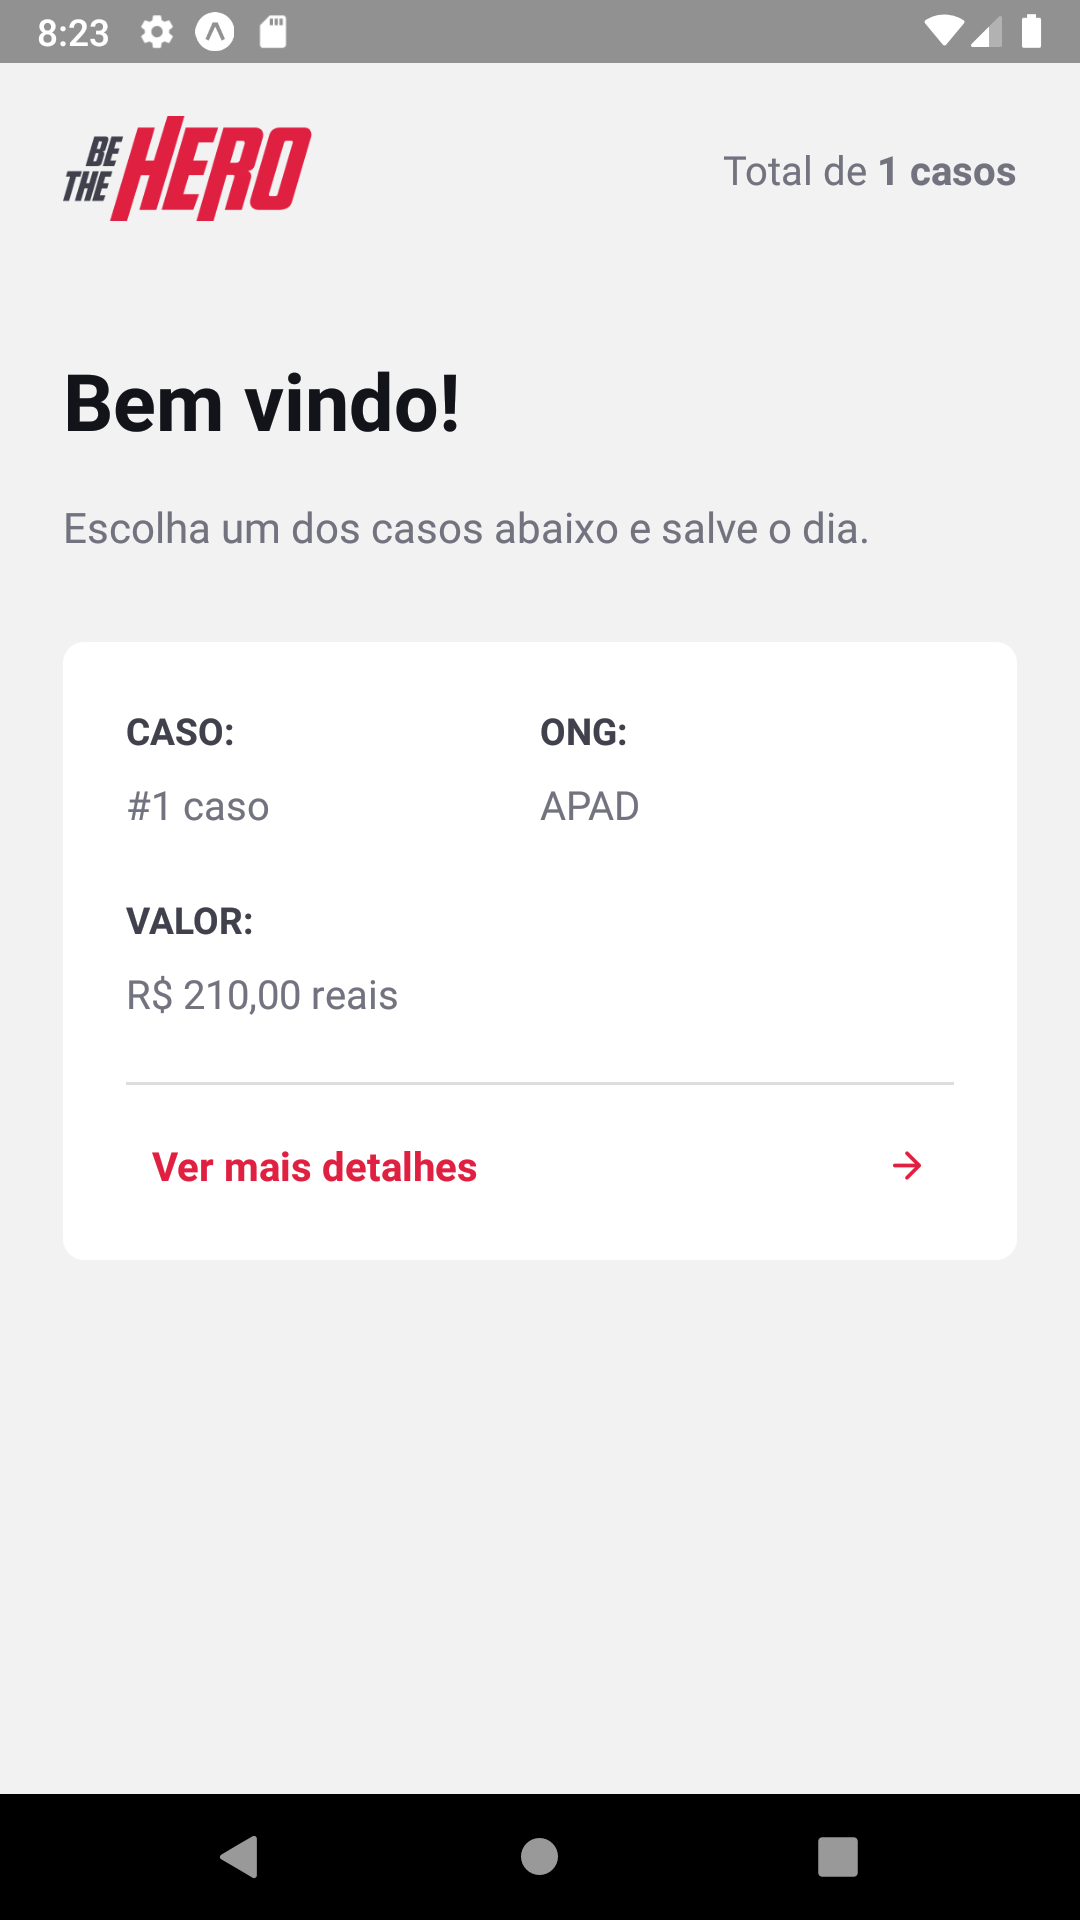 8:23
BE THE HERO
Total de 1 casos
Bem vindo!
Escolha um dos casos abaixo e salve o dia.
CASO: ONG:
#1 caso APAD
VALOR:
R$ 210,00 reais
Ver mais detalhes